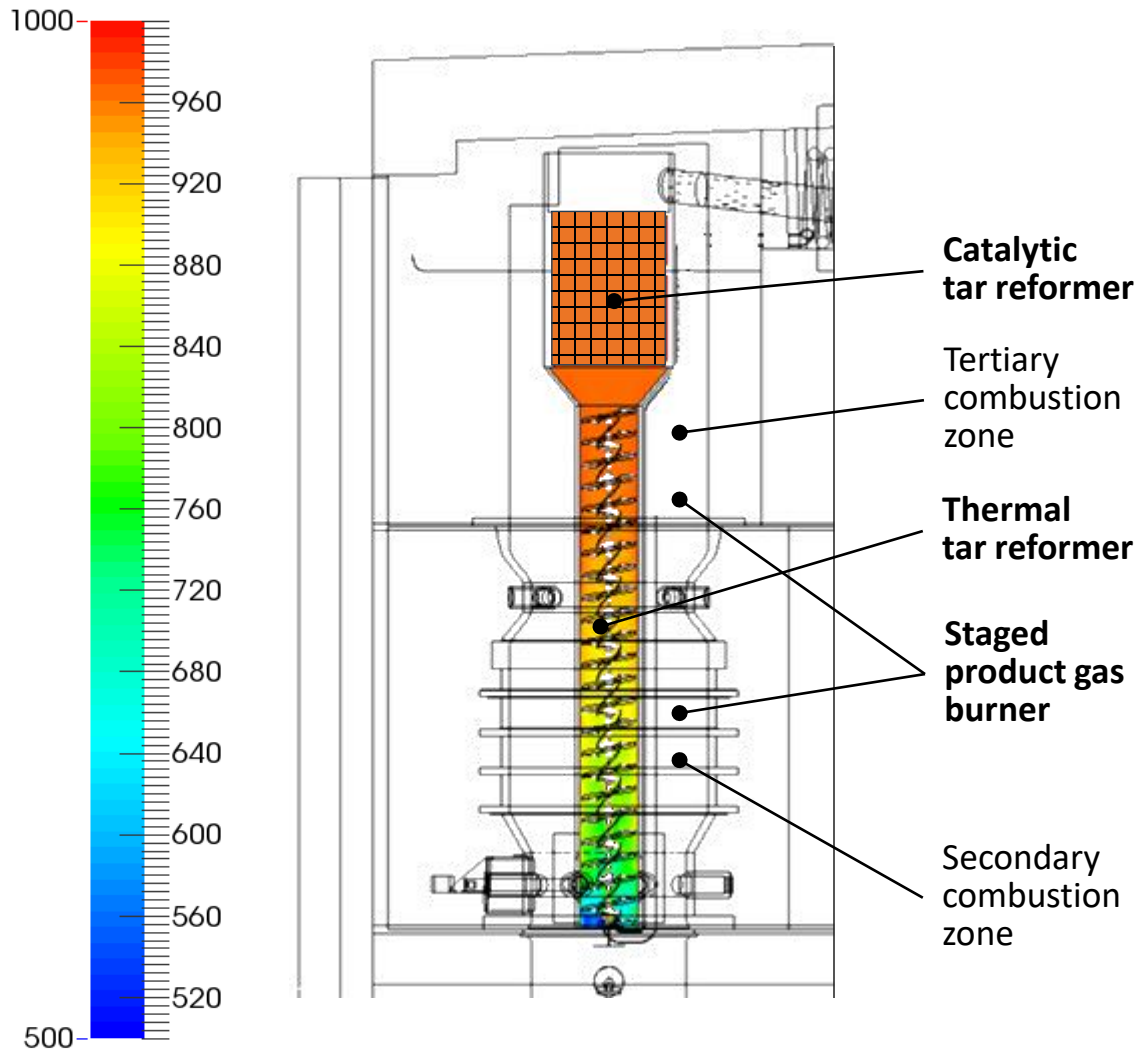 1000
960
920
880
840
800
760
720
680
640
600
560
520
500
Catalytic
tar reformer
Tertiary
combustion
zone
Thermal
tar reformer
Staged
product gas
burner
Secondary
combustion
zone